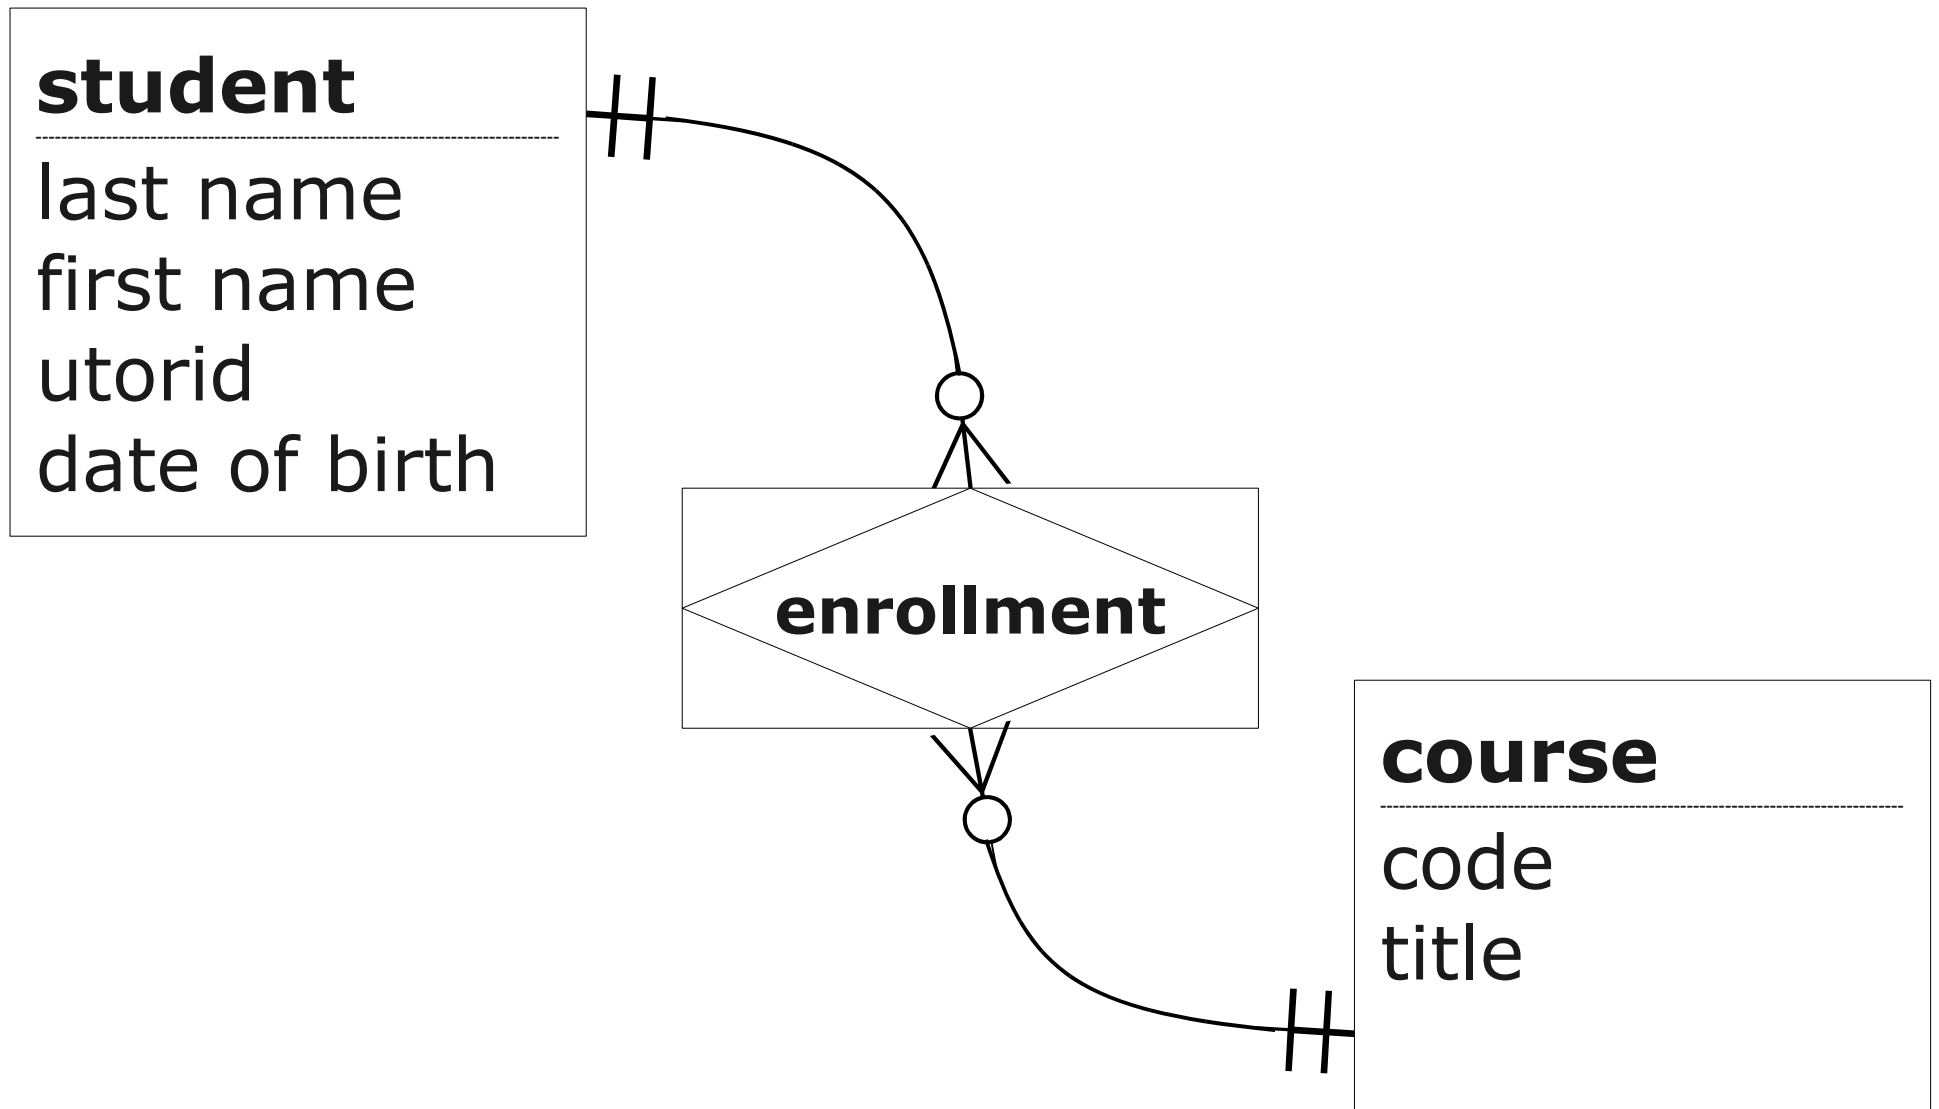 student
last name
first name
utorid
date of birth
enrollment
course
code
title